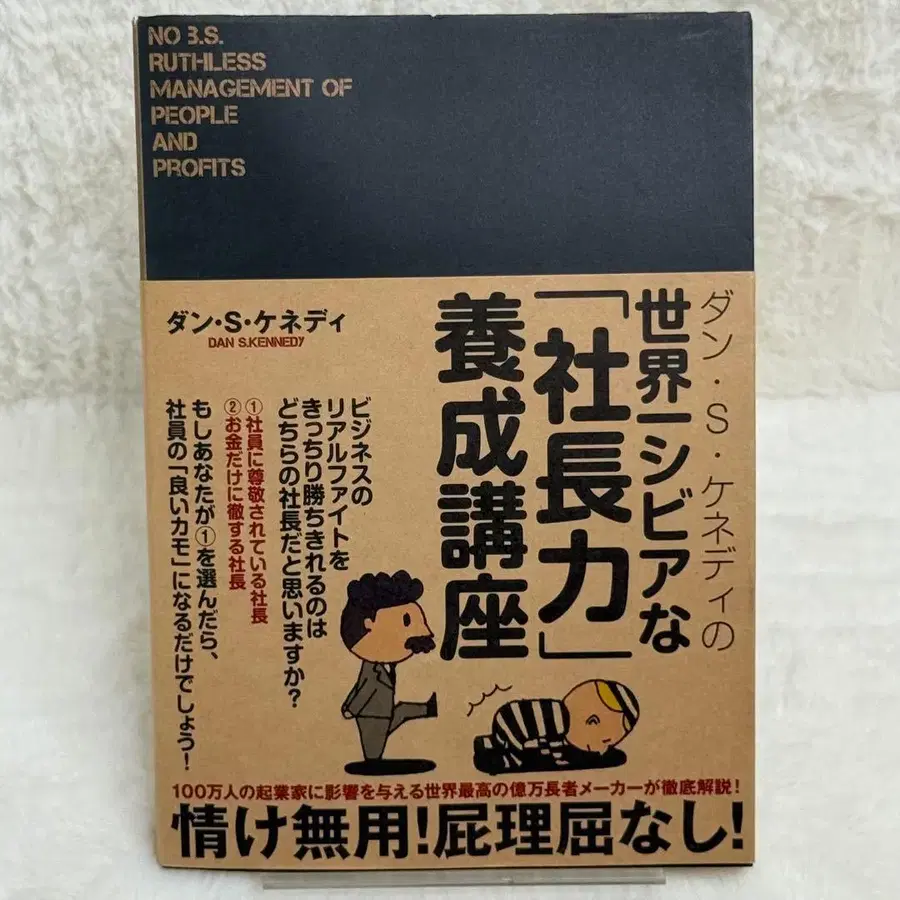 NO B.S.
RUTHLESS
MANAGEMENT OF
PEOPLE
AND
PROFITS
ダン・S・ケネディの
世界一シビアな
「社長力」
養成講座
ダン・S・ケネディ
DAN S.KENNEDY
ビジネスの
リアルファイトを
きっちり勝ちきれるのは
どちらの社長だと思いますか?
①社員に尊敬されている社長
②お金だけに徹する社長
もしあなたが①を選んだら、
社員の「良いカモ」になるだけでしょう!
100万人の起業家に影響を与える世界最高の億万長者メーカーが徹底解説!
情け無用!屁理屈なし!